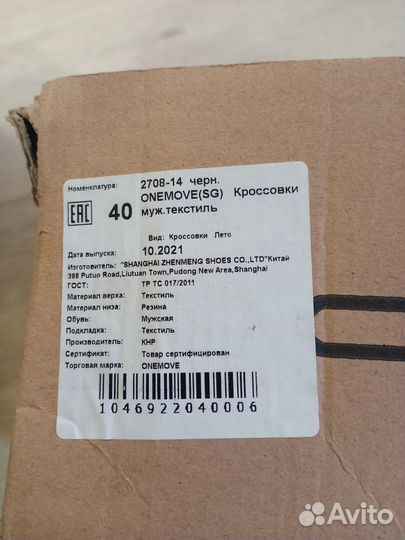 Номенклатура: 2708-14 черн.
ONEMOVE(SG) Кроссовки
EAC 40 муж.текстиль
Вид: Кроссовки Лето
Дата выпуска: 10.2021
Изготовитель: "SHANGHAI ZHENMENG SHOES CO.,LTD"Китай
398 Putuo Road,Liutuan Town,Pudong New Area,Shanghai
ГОСТ: ТР ТС 017/2011
Материал верха: Текстиль
Материал низа: Резина
Обувь: Мужская
Подкладка: Текстиль
Производитель: КНР
Сертификат: Товар сертифицирован
Торговая марка: ONEMOVE
1046922040006
Avito